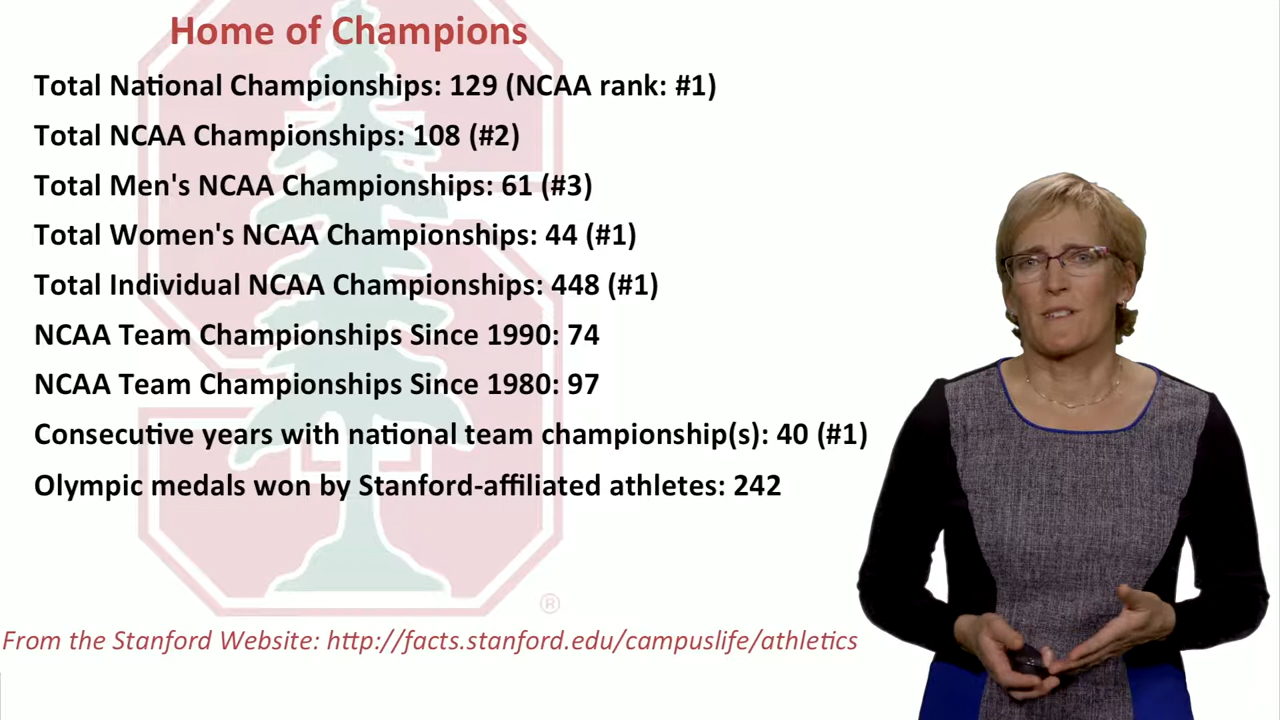 Home of Champions
Total National Championships: 129 (NCAA rank: #1)
Total NCAA Championships: 108 (#2)
Total Men's NCAA Championships: 61 (#3)
Total Women's NCAA Championships: 44 (#1)
Total Individual NCAA Championships: 448 (#1)
NCAA Team Championships Since 1990: 74
NCAA Team Championships Since 1980: 97
Consecutive years with national team championship(s): 40 (#1)
Olympic medals won by Stanford-affiliated athletes: 242
®
From the Stanford Website: http://facts.stanford.edu/campuslife/athletics